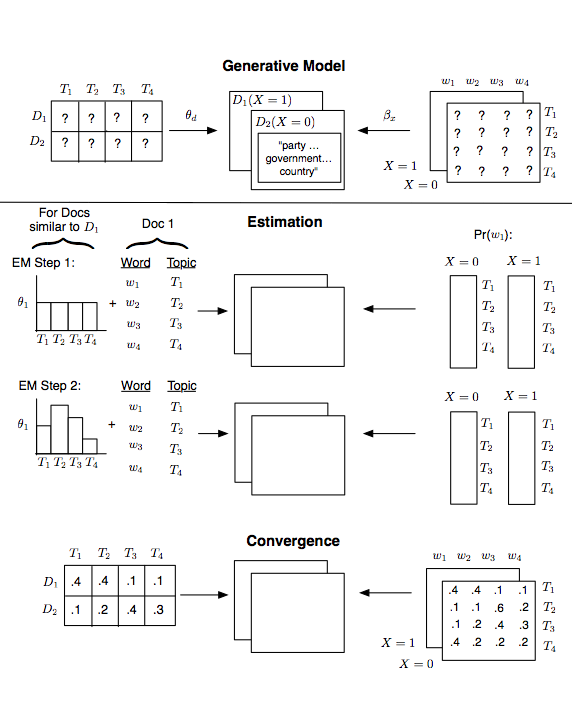 Generative Model
T1 T2 T3 T4
D1 ? ? ? ?
D2 ? ? ? ?
θd
D1(X = 1)
D2(X = 0)
"party ...
government...
country"
βx
w1 w2 w3 w4
? ? ? ? T1
? ? ? ? T2
? ? ? ? T3
? ? ? ? T4
X = 1
X = 0
Estimation
For Docs
similar to D1
Doc 1
Pr(w1):
EM Step 1:
Word Topic
w1 T1
w2 T2
w3 T3
w4 T4
θ1
+
T1 T2 T3 T4
X = 0 X = 1
T1 T1
T2 T2
T3 T3
T4 T4
EM Step 2:
Word Topic
w1 T1
w2 T2
w3 T3
w4 T4
θ1
+
T1 T2 T3 T4
X = 0 X = 1
T1 T1
T2 T2
T3 T3
T4 T4
Convergence
T1 T2 T3 T4
D1 .4 .4 .1 .1
D2 .1 .2 .4 .3
w1 w2 w3 w4
.4 .4 .1 .1 T1
.1 .1 .6 .2 T2
.1 .2 .4 .3 T3
.4 .2 .2 .2 T4
X = 1
X = 0